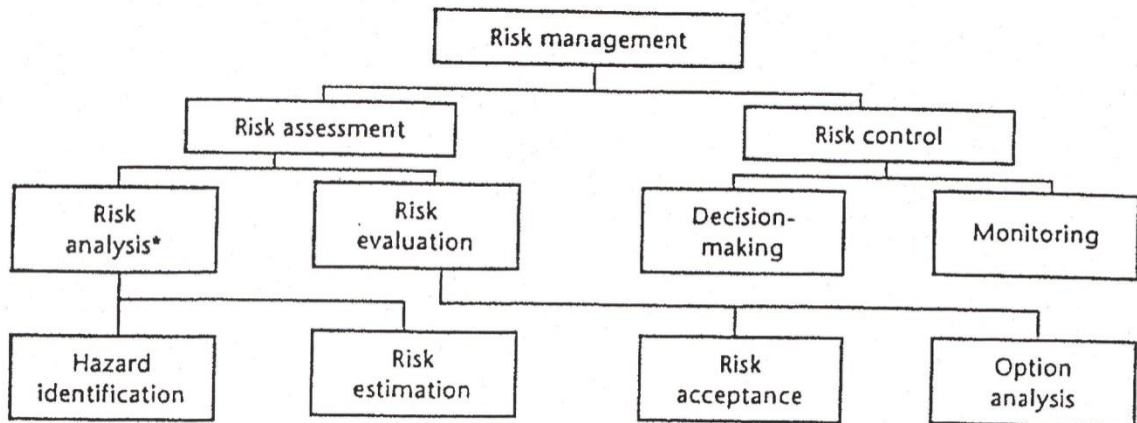 Risk management
Risk assessment
Risk control
Risk
analysis*
Risk
evaluation
Decision-
making
Monitoring
Hazard
identification
Risk
estimation
Risk
acceptance
Option
analysis